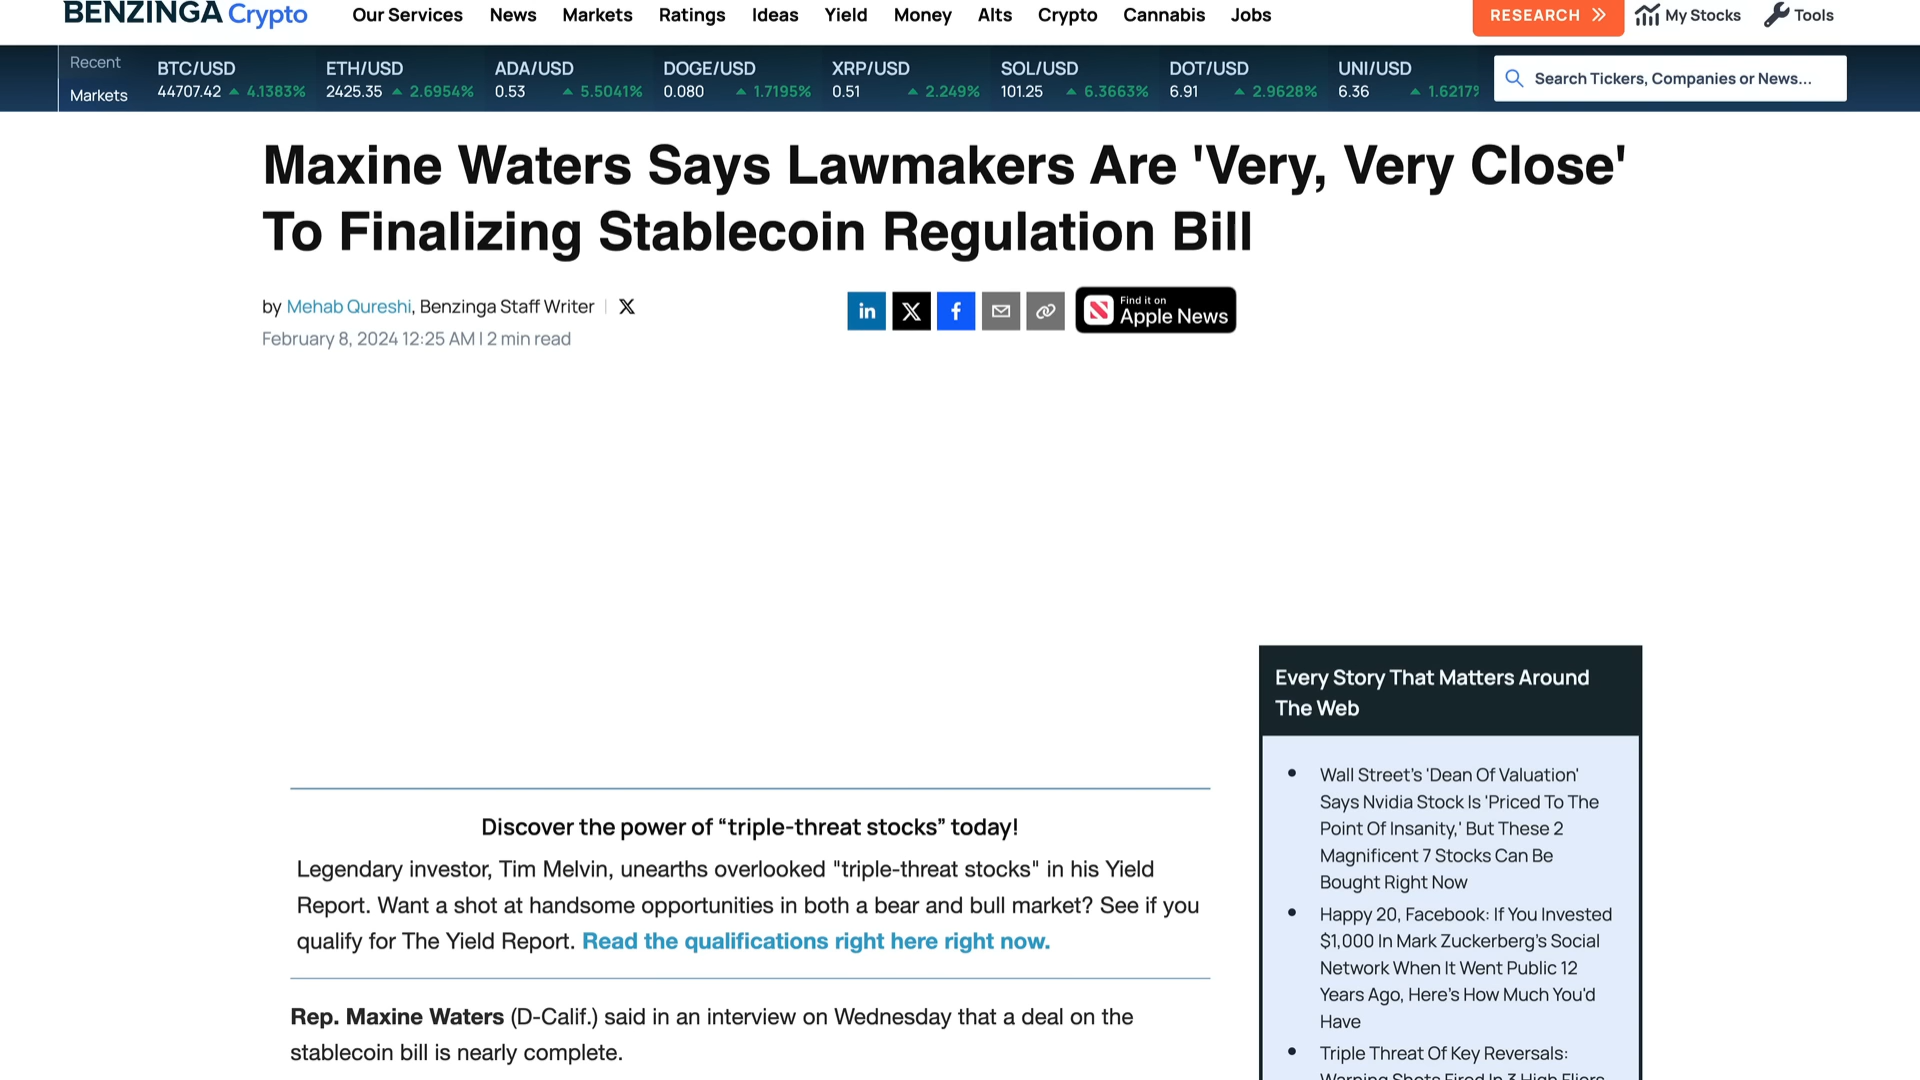 BENZINGA Crypto
Our Services News Markets Ratings Ideas Yield Money Alts Crypto Cannabis Jobs
RESEARCH
My Stocks
Tools
Recent
Markets
BTC/USD
44707.42 4.1383%
ETH/USD
2425.35 2.6954%
ADA/USD
0.53 5.5041%
DOGE/USD
0.080 1.7195%
XRP/USD
0.51 2.249%
SOL/USD
101.25 6.3663%
DOT/USD
6.91 2.9628%
UNI/USD
6.36 1.6217%
Search Tickers, Companies or News...
Maxine Waters Says Lawmakers Are 'Very, Very Close'
To Finalizing Stablecoin Regulation Bill
by Mehab Qureshi, Benzinga Staff Writer
February 8, 2024 12:25 AM | 2 min read
Find it on
Apple News
Discover the power of “triple-threat stocks” today!
Legendary investor, Tim Melvin, unearths overlooked "triple-threat stocks" in his Yield
Report. Want a shot at handsome opportunities in both a bear and bull market? See if you
qualify for The Yield Report. Read the qualifications right here right now.
Rep. Maxine Waters (D-Calif.) said in an interview on Wednesday that a deal on the
stablecoin bill is nearly complete.
Every Story That Matters Around
The Web
Wall Street's 'Dean Of Valuation'
Says Nvidia Stock Is 'Priced To The
Point Of Insanity,' But These 2
Magnificent 7 Stocks Can Be
Bought Right Now
Happy 20, Facebook: If You Invested
$1,000 In Mark Zuckerberg's Social
Network When It Went Public 12
Years Ago, Here's How Much You'd
Have
Triple Threat Of Key Reversals:
Warning Shots Fired In 3 High Fliers